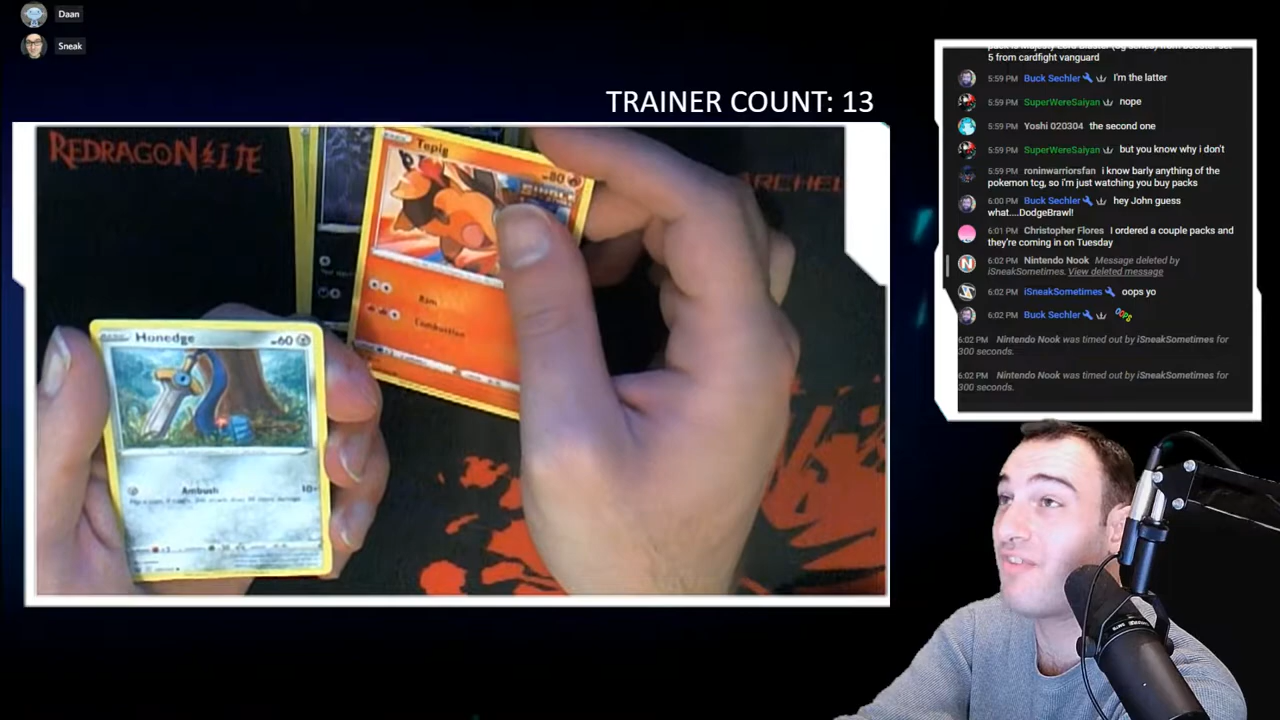 Daan
Sneak
TRAINER COUNT: 13
REDRAGON
ARCHE
Tepig
80
SINGLE
Ram
Combustion
Honedge
60
Ambush
10+
5 from cardfight vanguard
5:59 PM Buck Sechler I'm the latter
5:59 PM SuperWereSaiyan nope
5:59 PM Yoshi 020304 the second one
5:59 PM SuperWereSaiyan but you know why i don't
5:59 PM roninwarriorsfan i know barly anything of the
pokemon tcg, so i'm just watching you buy packs
6:00 PM Buck Sechler hey John guess
what....DodgeBrawl!
6:01 PM Christopher Flores I ordered a couple packs and
they're coming in on Tuesday
6:02 PM Nintendo Nook Message deleted by
iSneakSometimes. View deleted message
6:02 PM iSneakSometimes oops yo
6:02 PM Buck Sechler OOPS
6:02 PM Nintendo Nook was timed out by iSneakSometimes for
300 seconds.
6:02 PM Nintendo Nook was timed out by iSneakSometimes for
300 seconds.